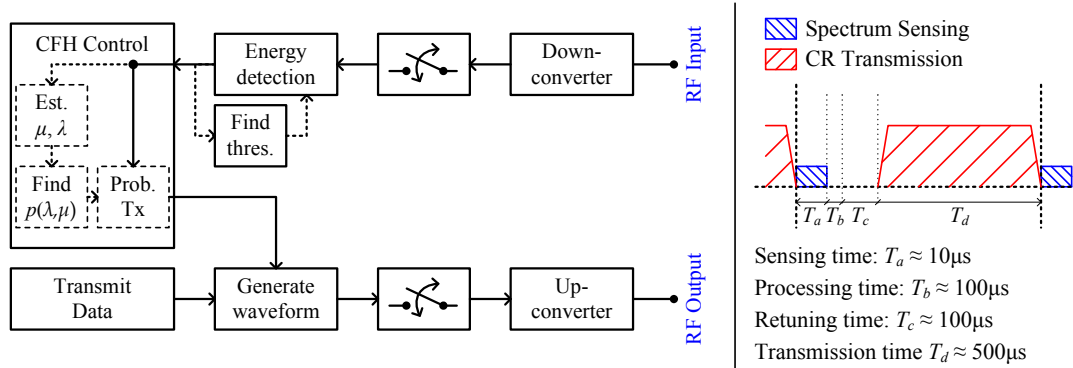 CFH Control
Est.
μ, λ
Find
p(λ,μ)
Prob.
Tx
Energy
detection
Find
thres.
Down-
converter
RF Input
Transmit
Data
Generate
waveform
Up-
converter
RF Output
Spectrum Sensing
CR Transmission
Ta Tb Tc Td
Sensing time: Ta ≈ 10μs
Processing time: Tb ≈ 100μs
Retuning time: Tc ≈ 100μs
Transmission time Td ≈ 500μs